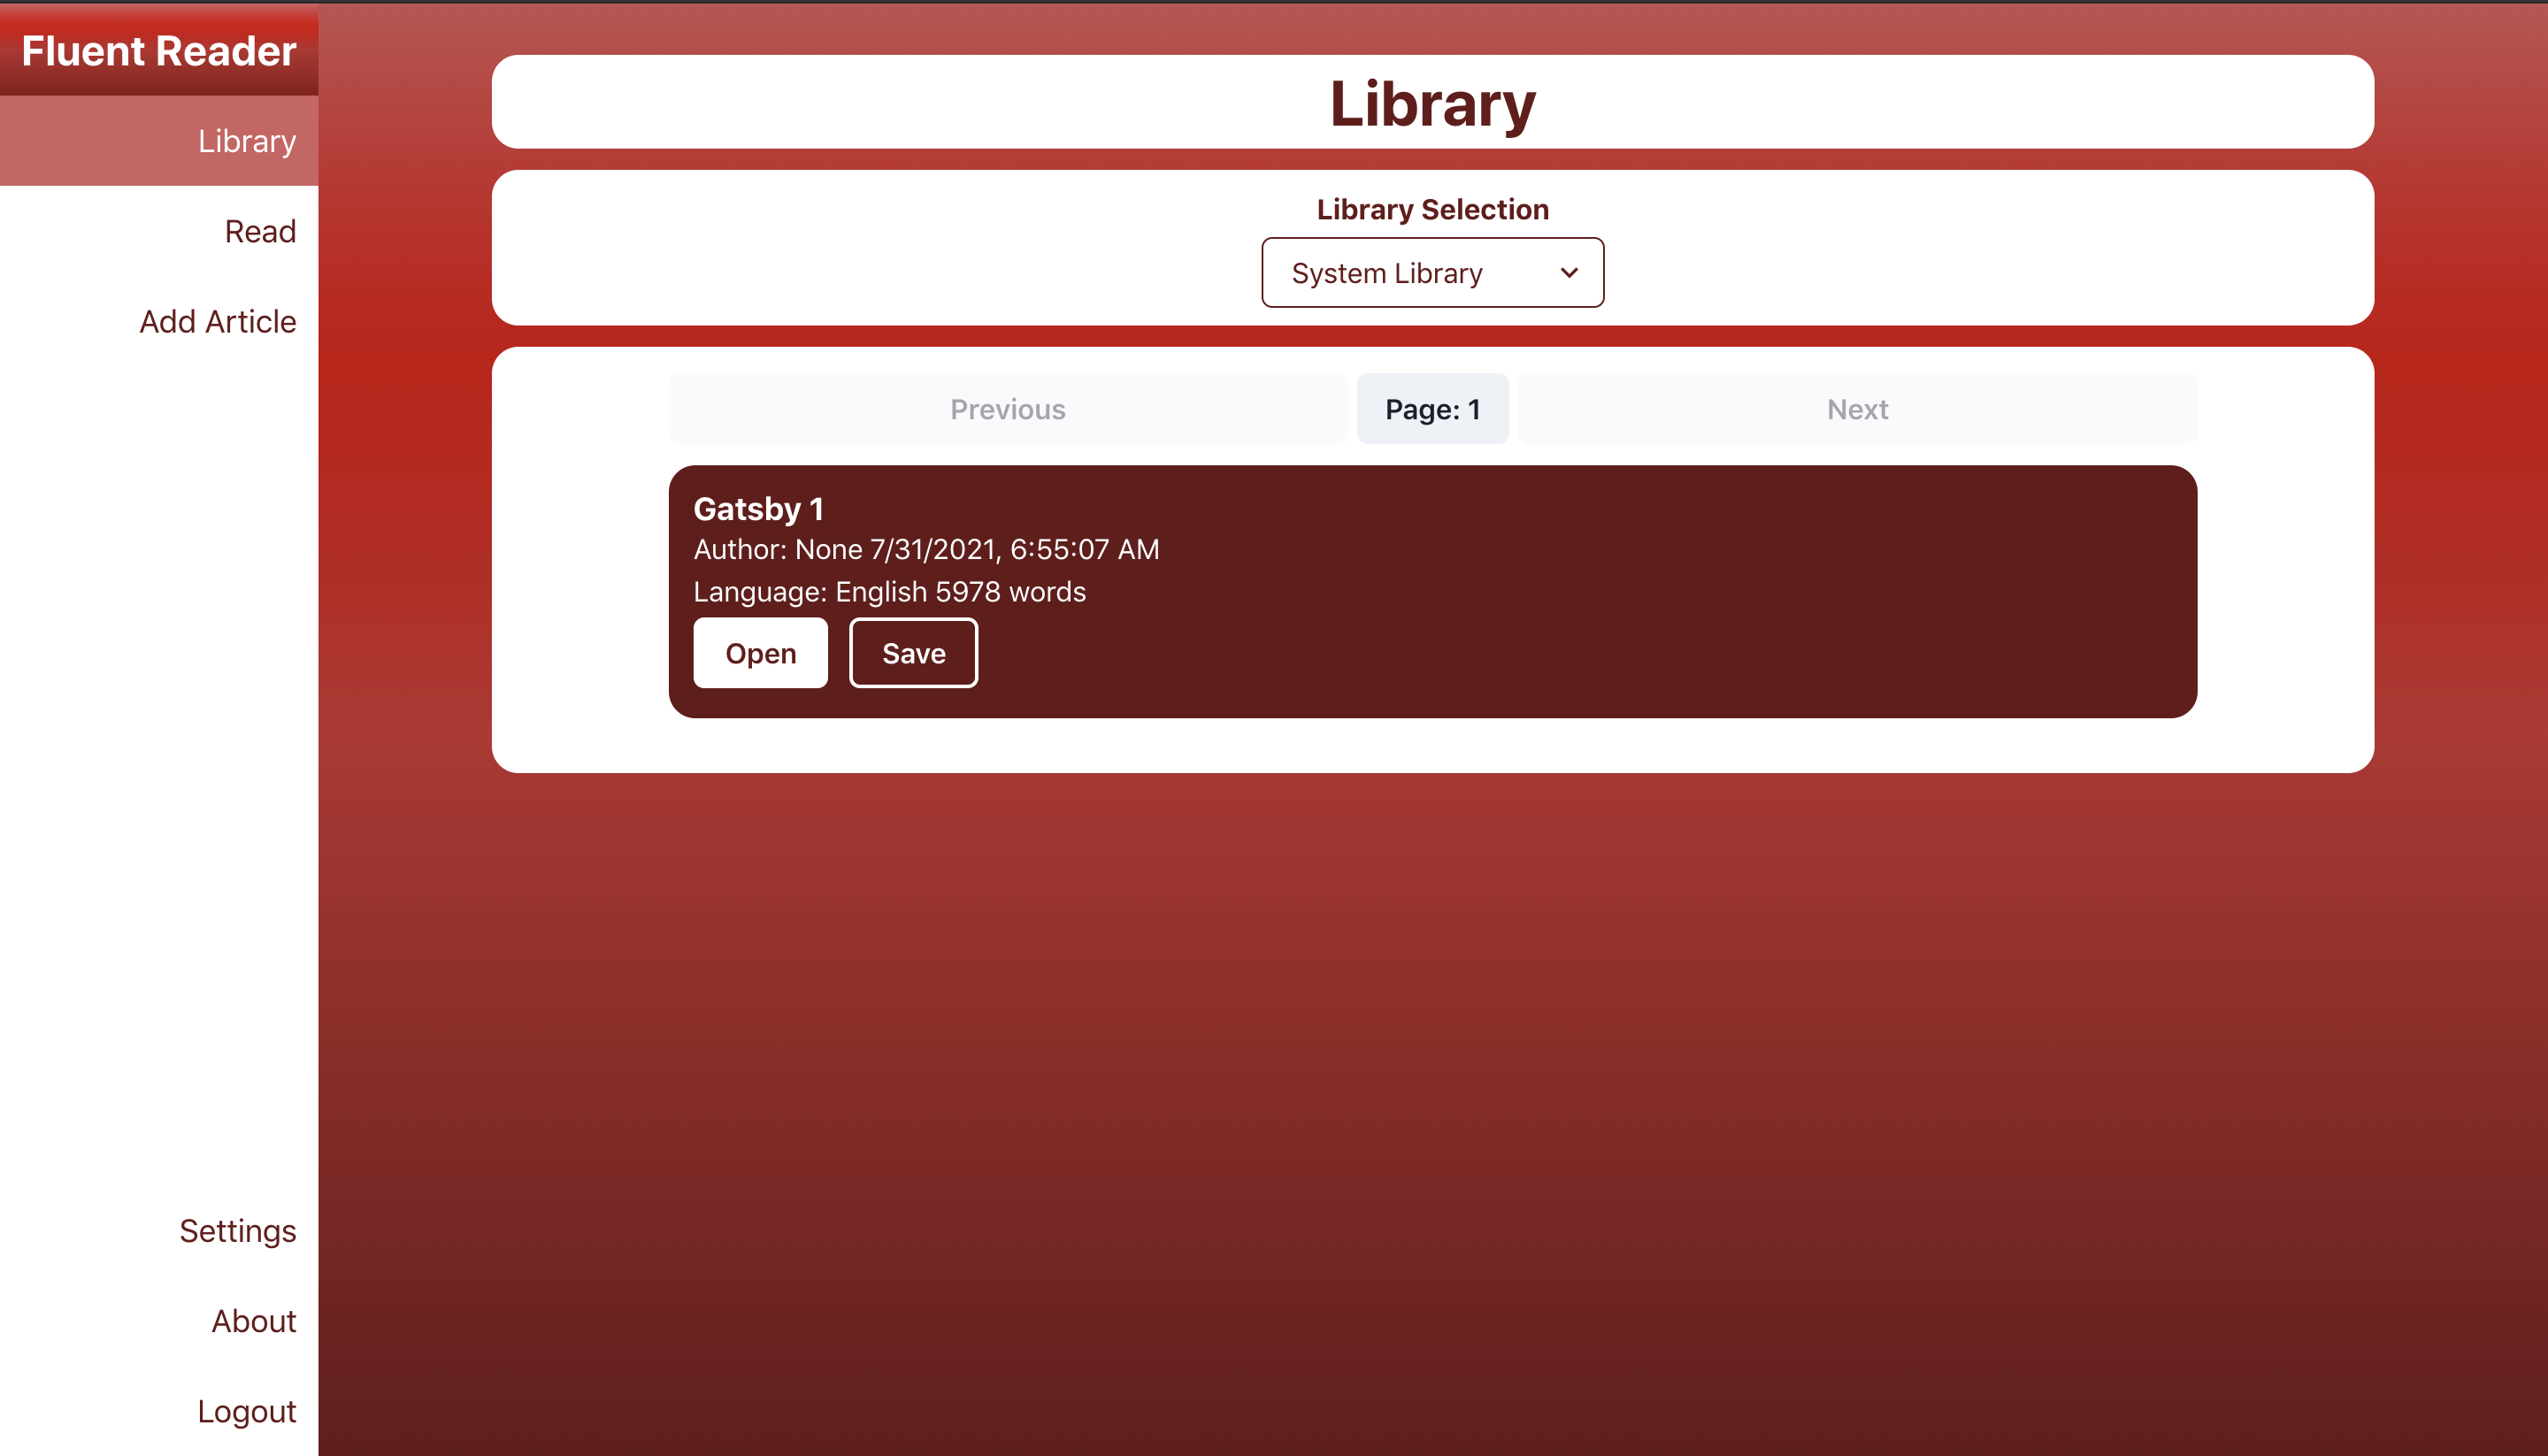 Fluent Reader
Library
Read
Add Article
Settings
About
Logout
Library
Library Selection
System Library
Previous
Page: 1
Next
Gatsby 1
Author: None 7/31/2021, 6:55:07 AM
Language: English 5978 words
Open
Save